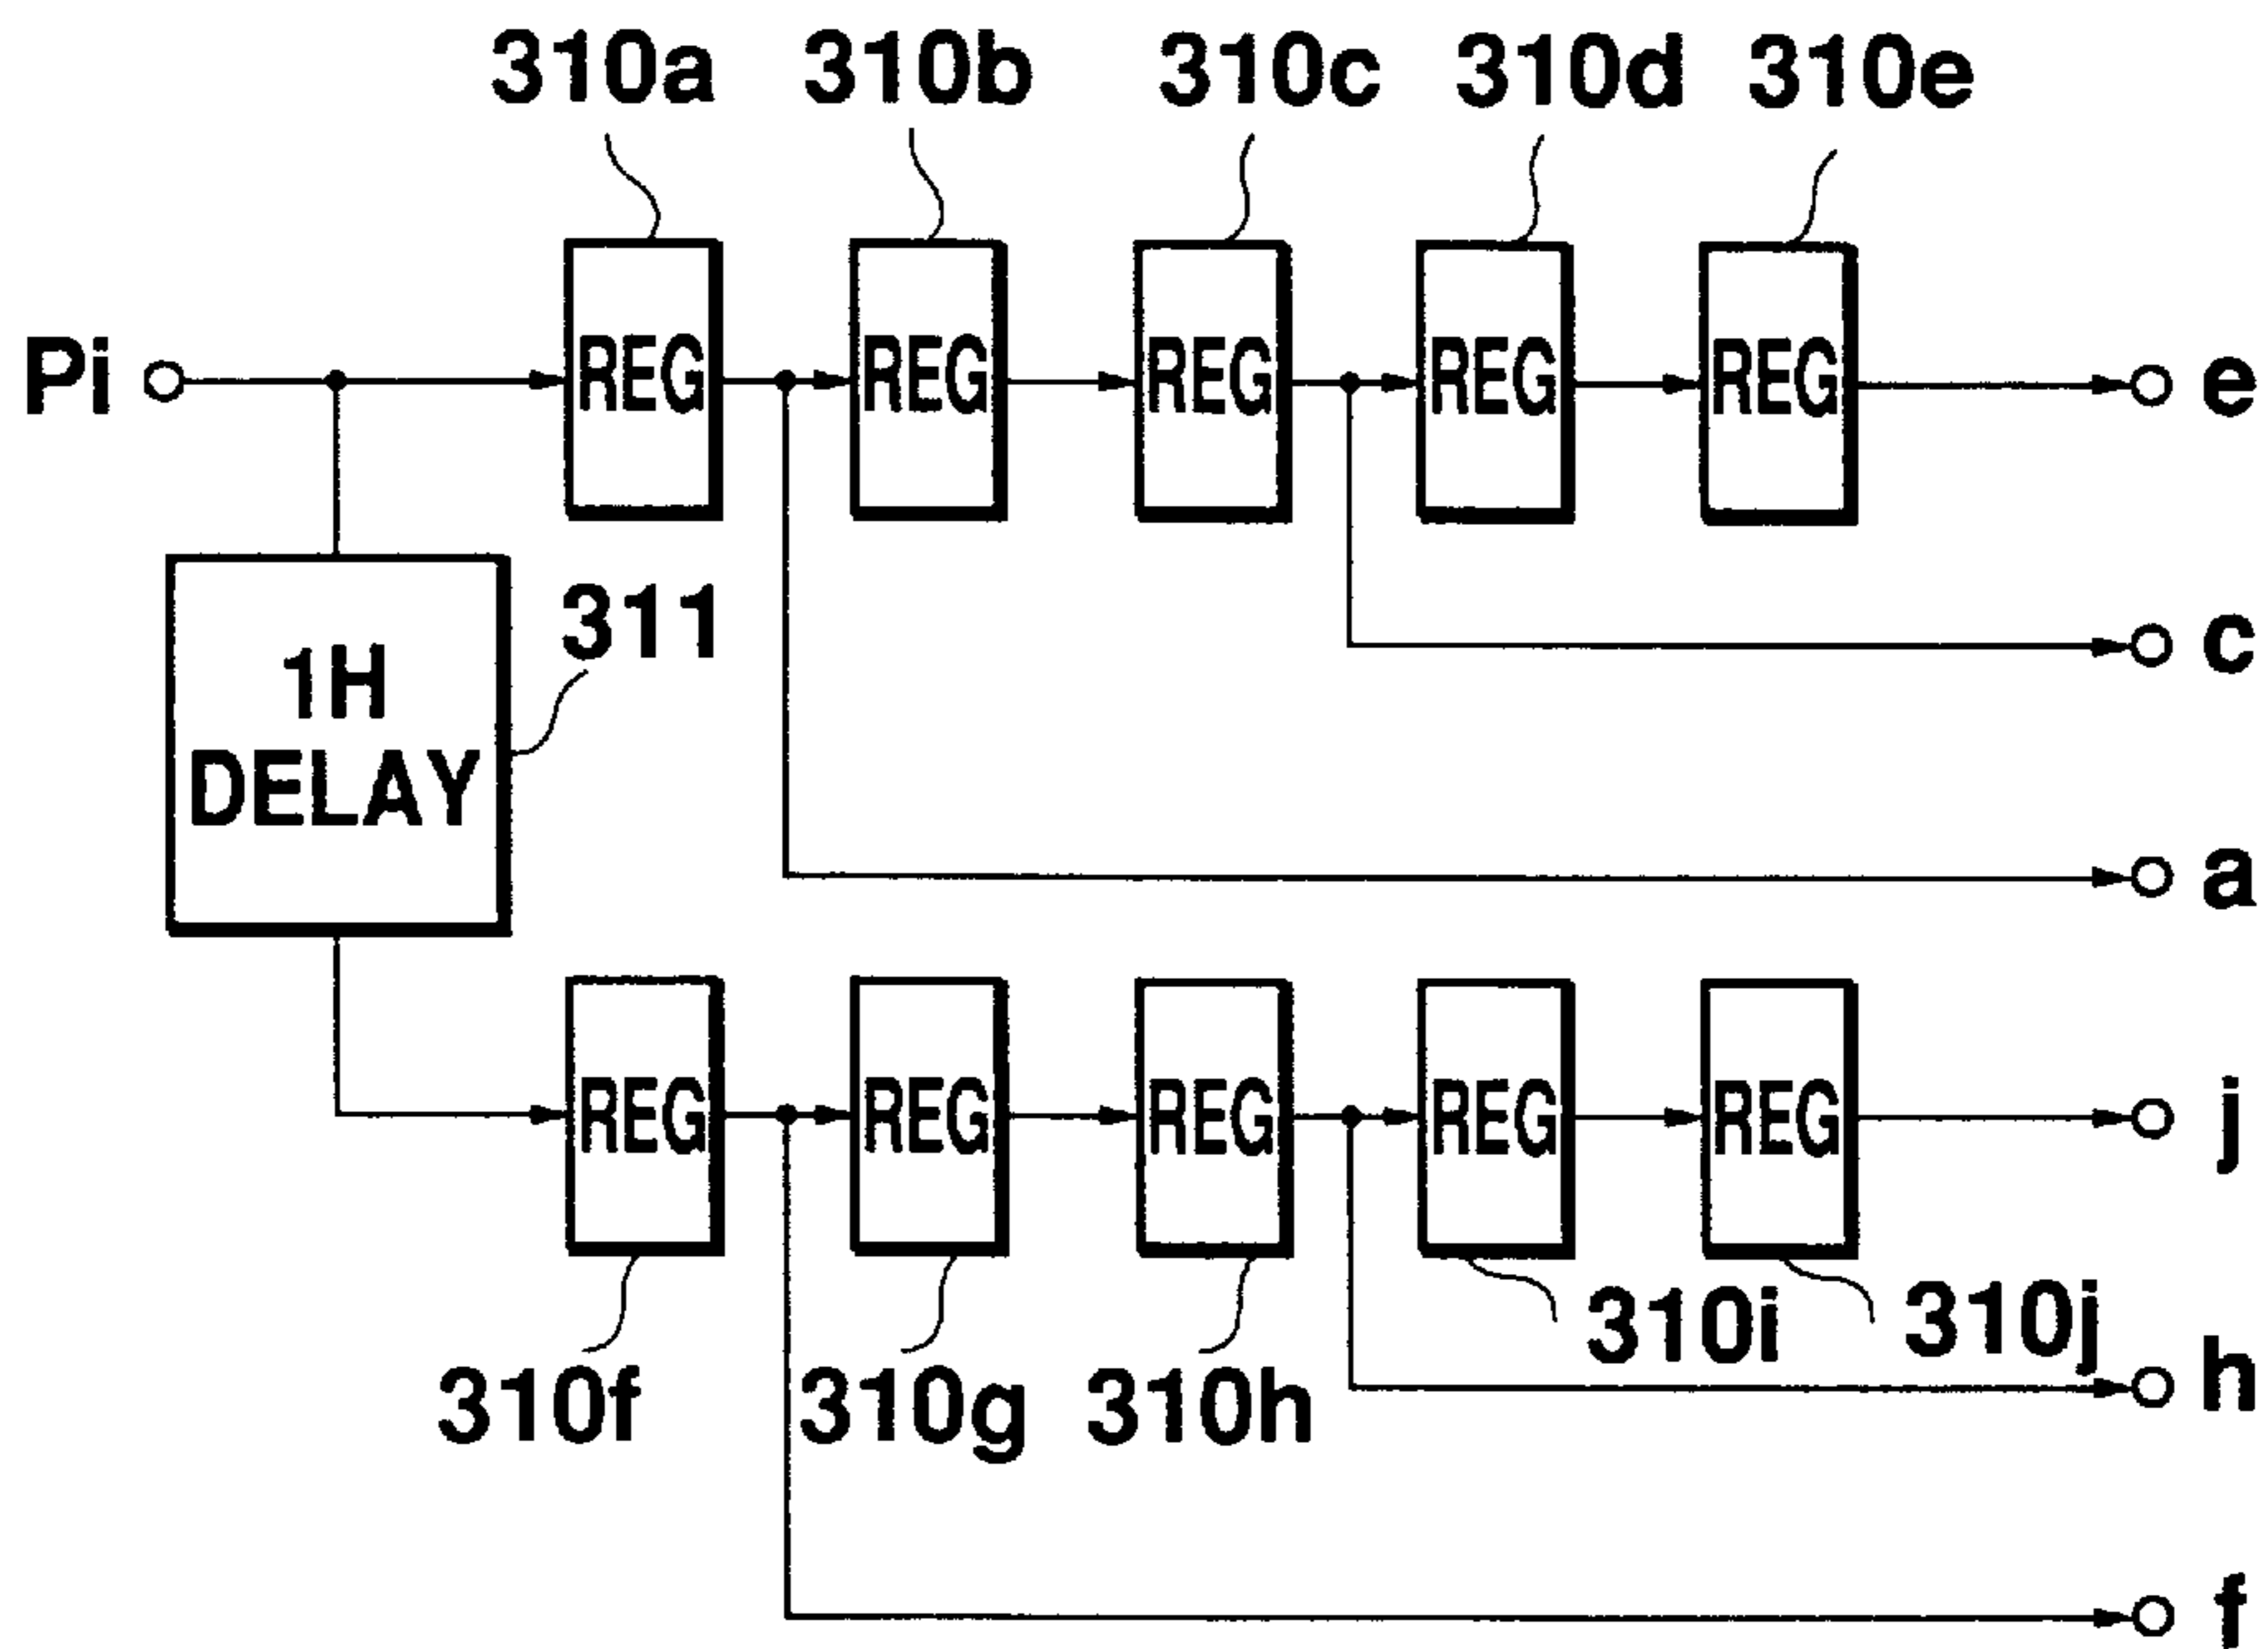 310a 310b 310c 310d 310e
Pi REG REG REG REG REG e
c
311
1H
DELAY
a
REG REG REG REG REG j
310i 310j
h
310f 310g 310h
f